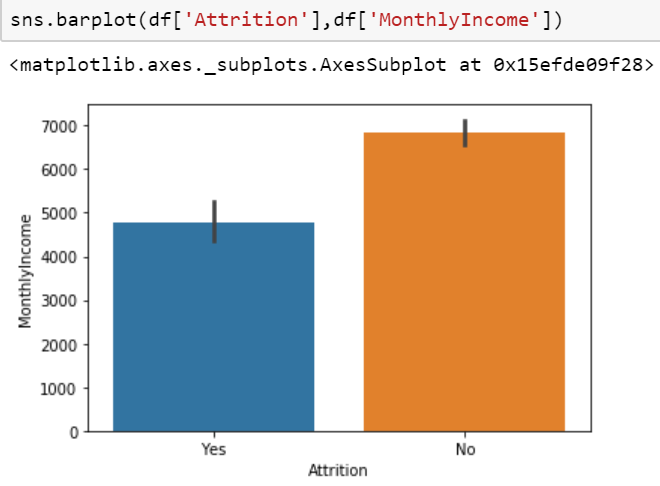 sns.barplot(df['Attrition'],df['MonthlyIncome'])
<matplotlib.axes._subplots.AxesSubplot at 0x15efde09f28>
7000
6000
5000
4000
3000
2000
1000
0
MonthlyIncome
Yes No
Attrition